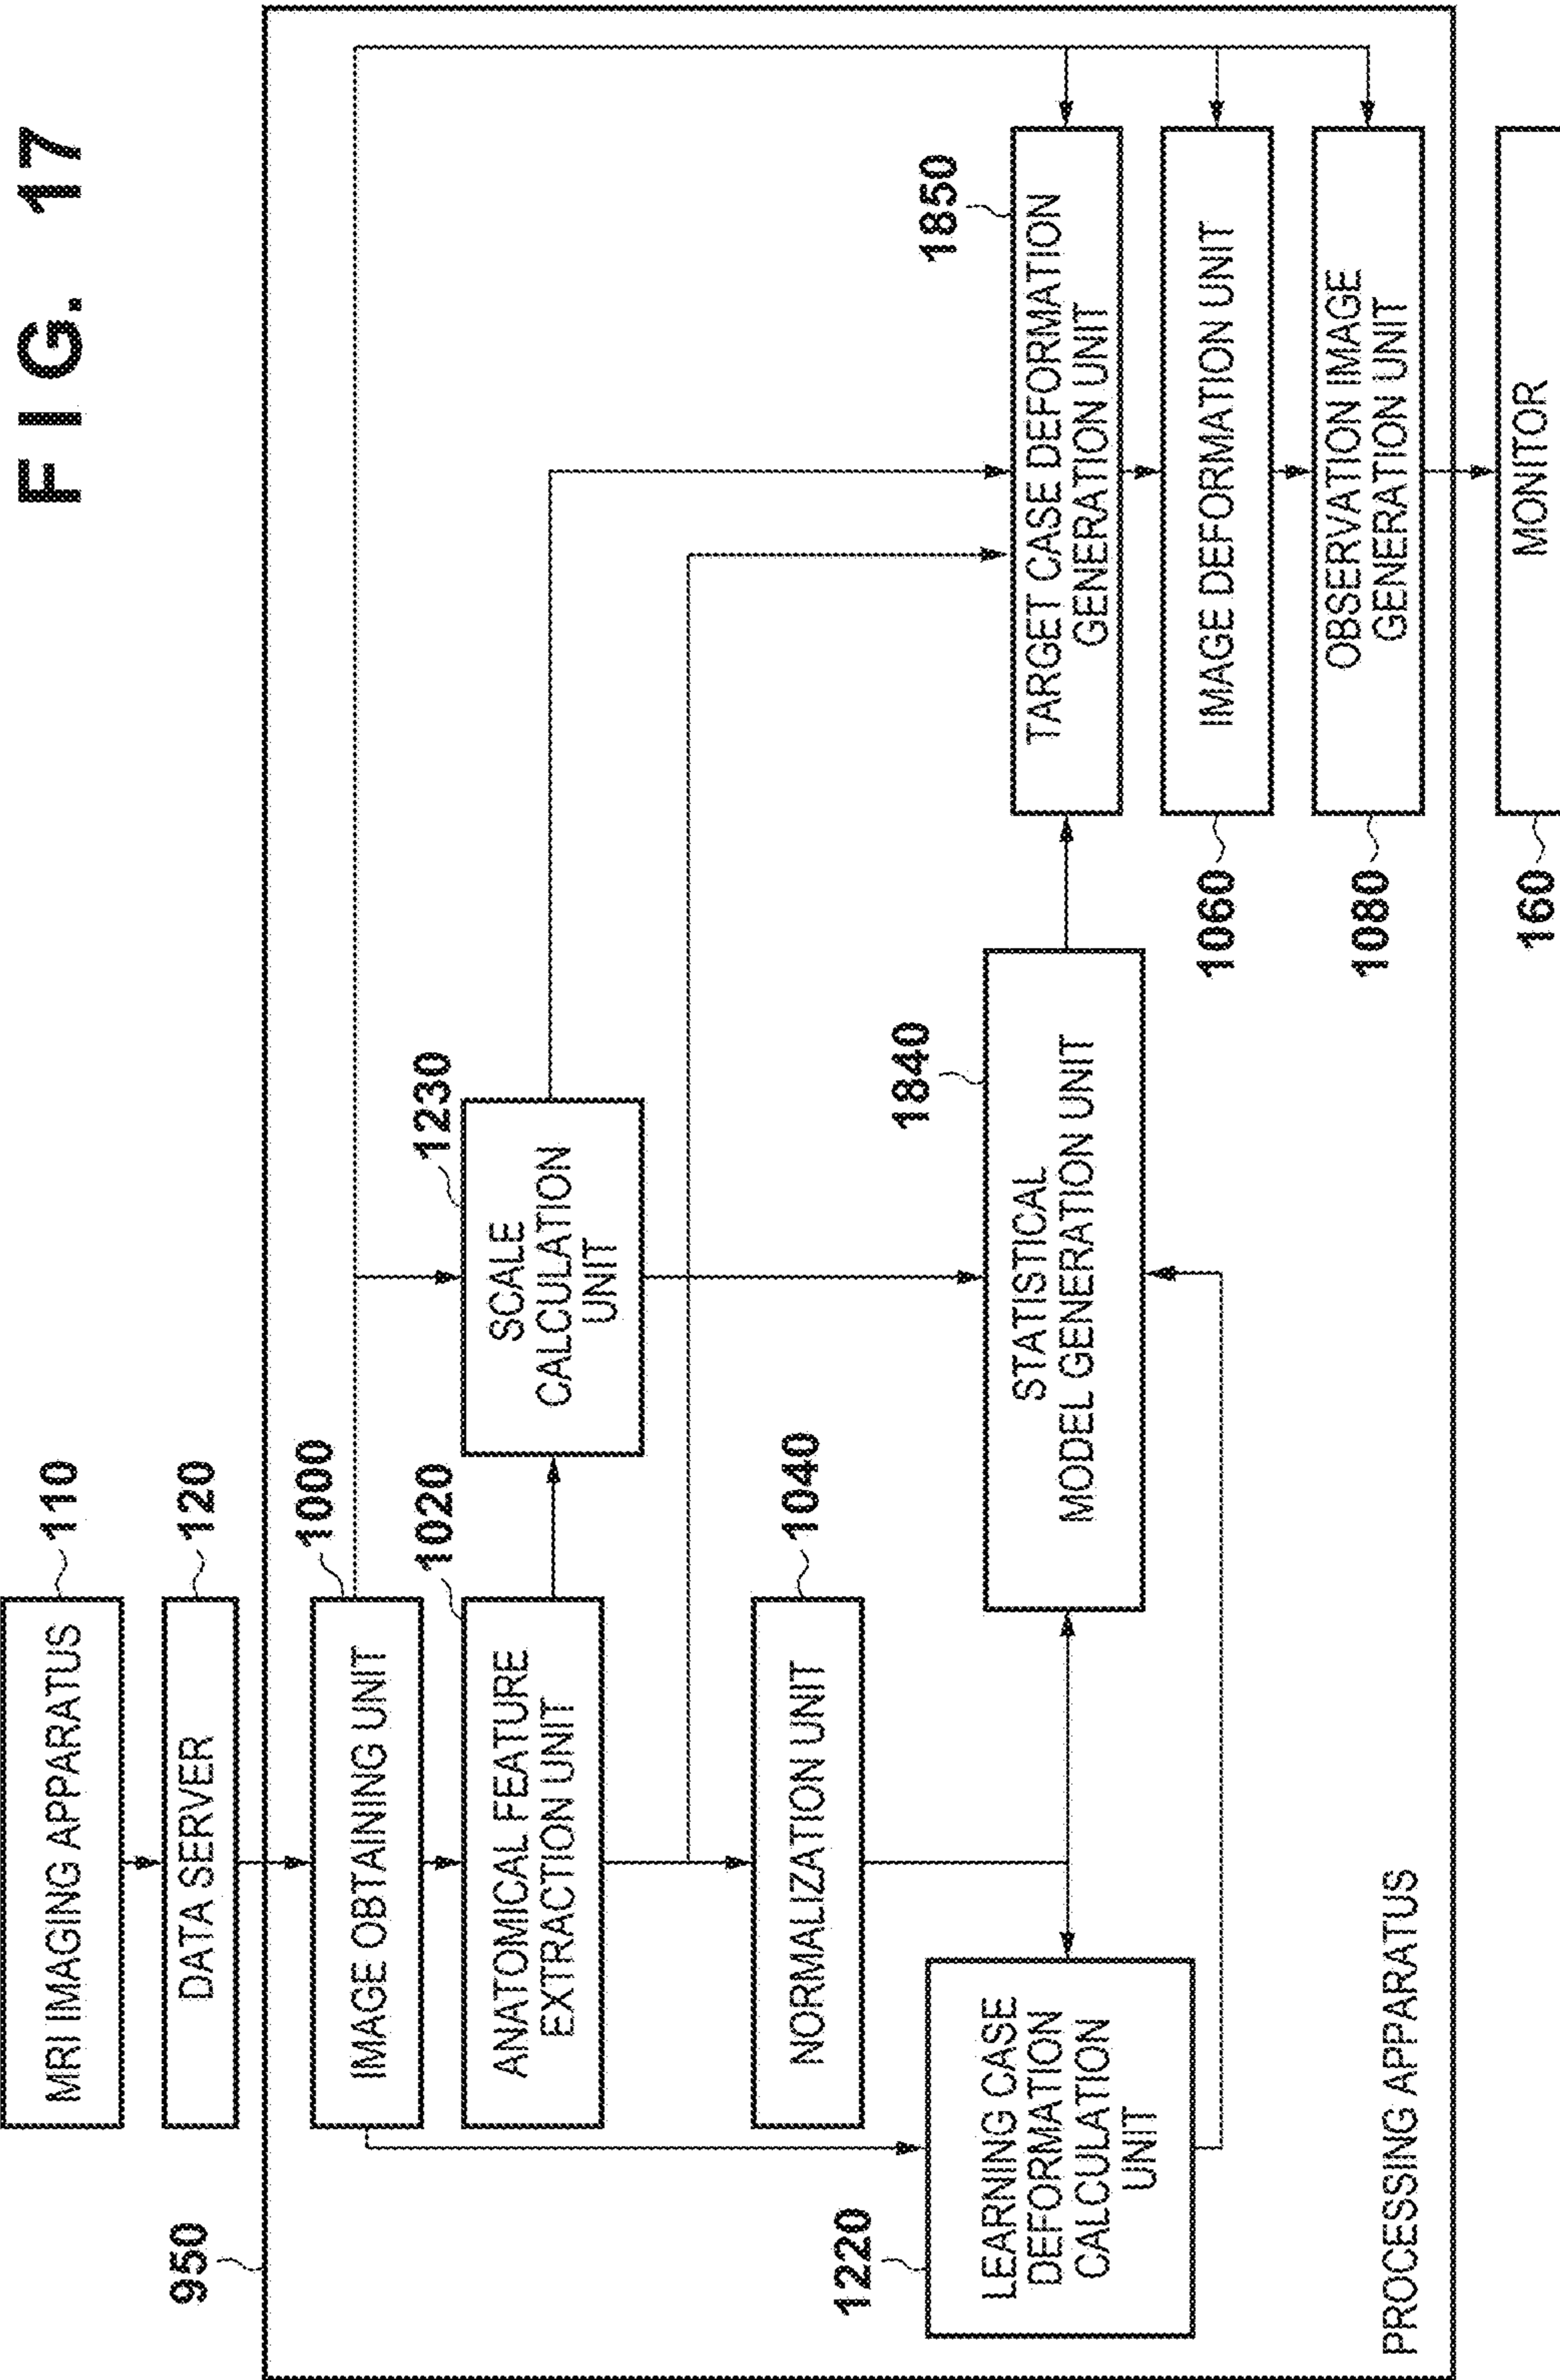 FIG. 17
110
MRI IMAGING APPARATUS
120
DATA SERVER
950
1000
IMAGE OBTAINING UNIT
1020
ANATOMICAL FEATURE
EXTRACTION UNIT
1230
SCALE
CALCULATION
UNIT
1040
NORMALIZATION UNIT
1220
LEARNING CASE
DEFORMATION
CALCULATION
UNIT
1840
STATISTICAL
MODEL GENERATION UNIT
1850
TARGET CASE DEFORMATION
GENERATION UNIT
1060
IMAGE DEFORMATION UNIT
1080
OBSERVATION IMAGE
GENERATION UNIT
PROCESSING APPARATUS
160
MONITOR